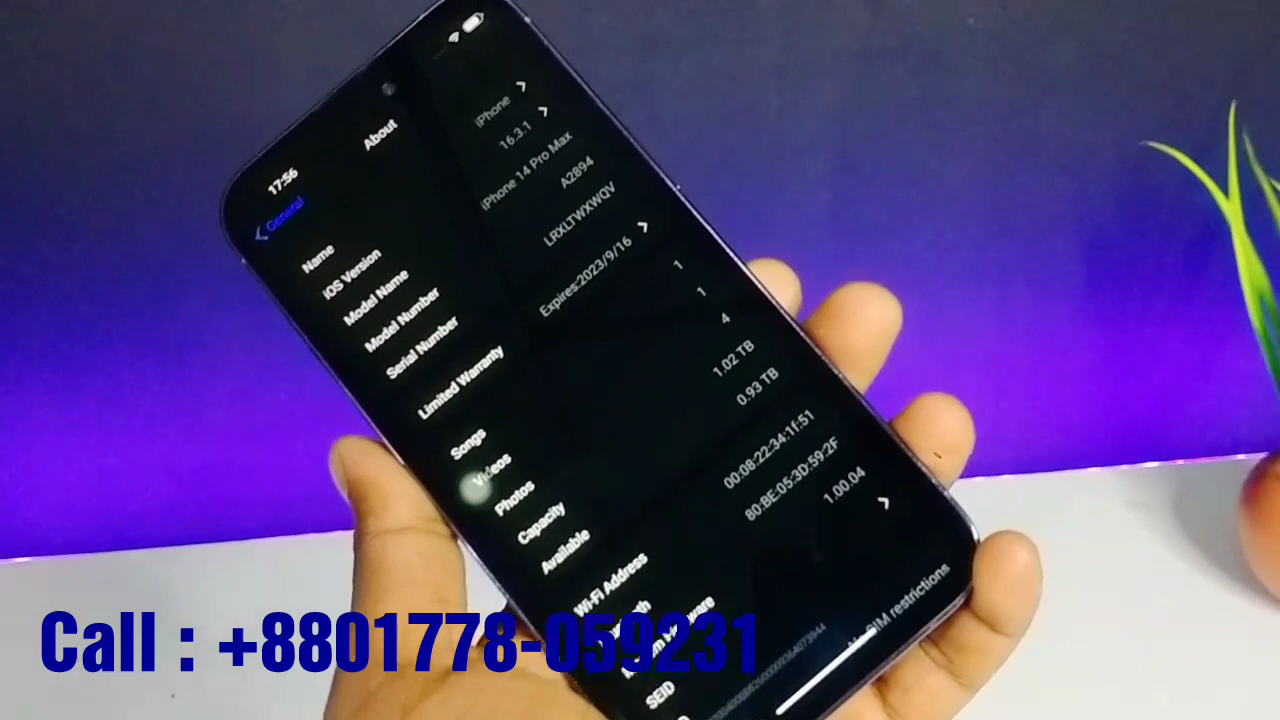 17:56
General
About
Name
iPhone
iOS Version
16.3.1
Model Name
iPhone 14 Pro Max
Model Number
A2894
Serial Number
LRXLTWXWQV
Limited Warranty
Expires:2023/9/16
Songs
1
Videos
1
Photos
4
Capacity
1.02 TB
Available
0.93 TB
Wi-Fi Address
00:08:22:34:1f:51
80:BE:05:3D:59:2F
1.00.04
SEID
SIM restrictions
Call : +8801778-059231